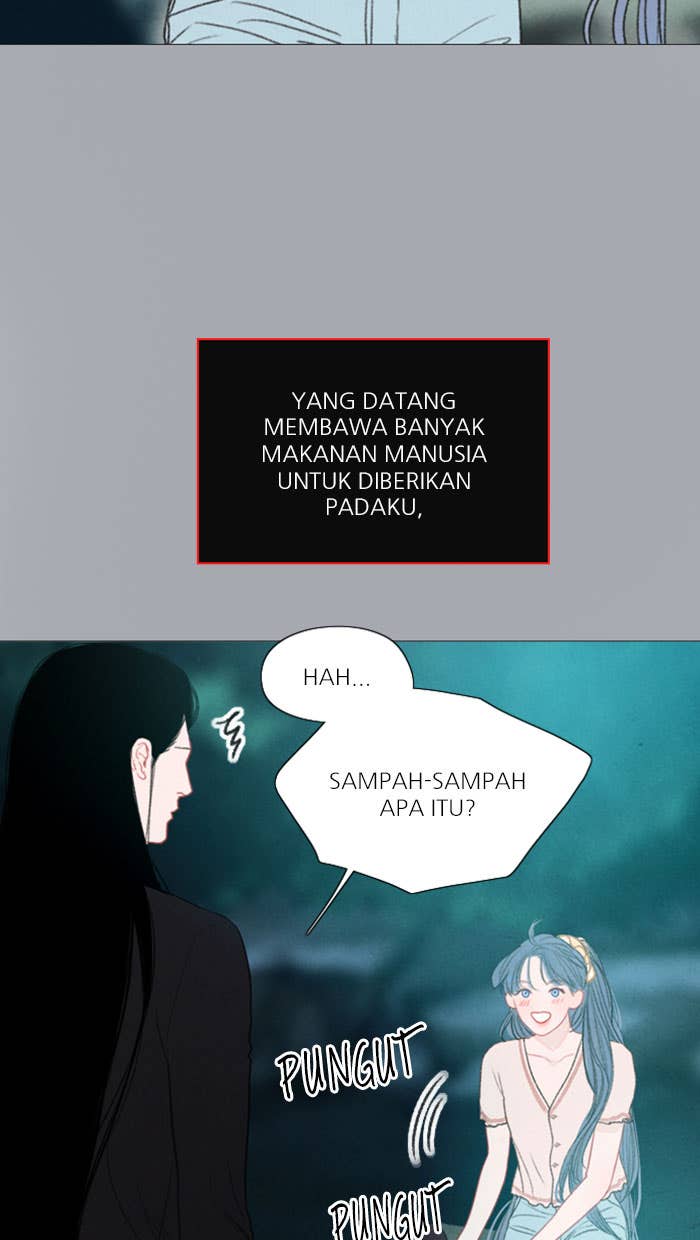 YANG DATANG
MEMBAWA BANYAK
MAKANAN MANUSIA
UNTUK DIBERIKAN
PADAKU,
HAH...
SAMPAH-SAMPAH
APA ITU?
PUNGUT
PUNGUT